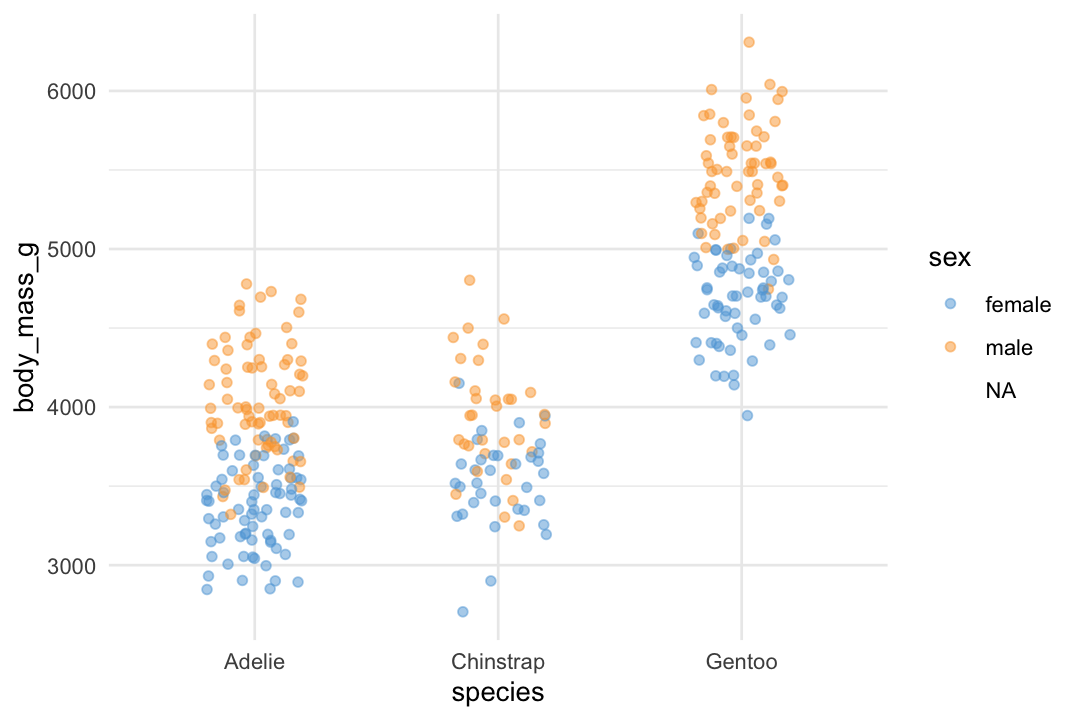 body_mass_g
6000
5000
4000
3000
Adelie
Chinstrap
Gentoo
species
sex
female
male
NA